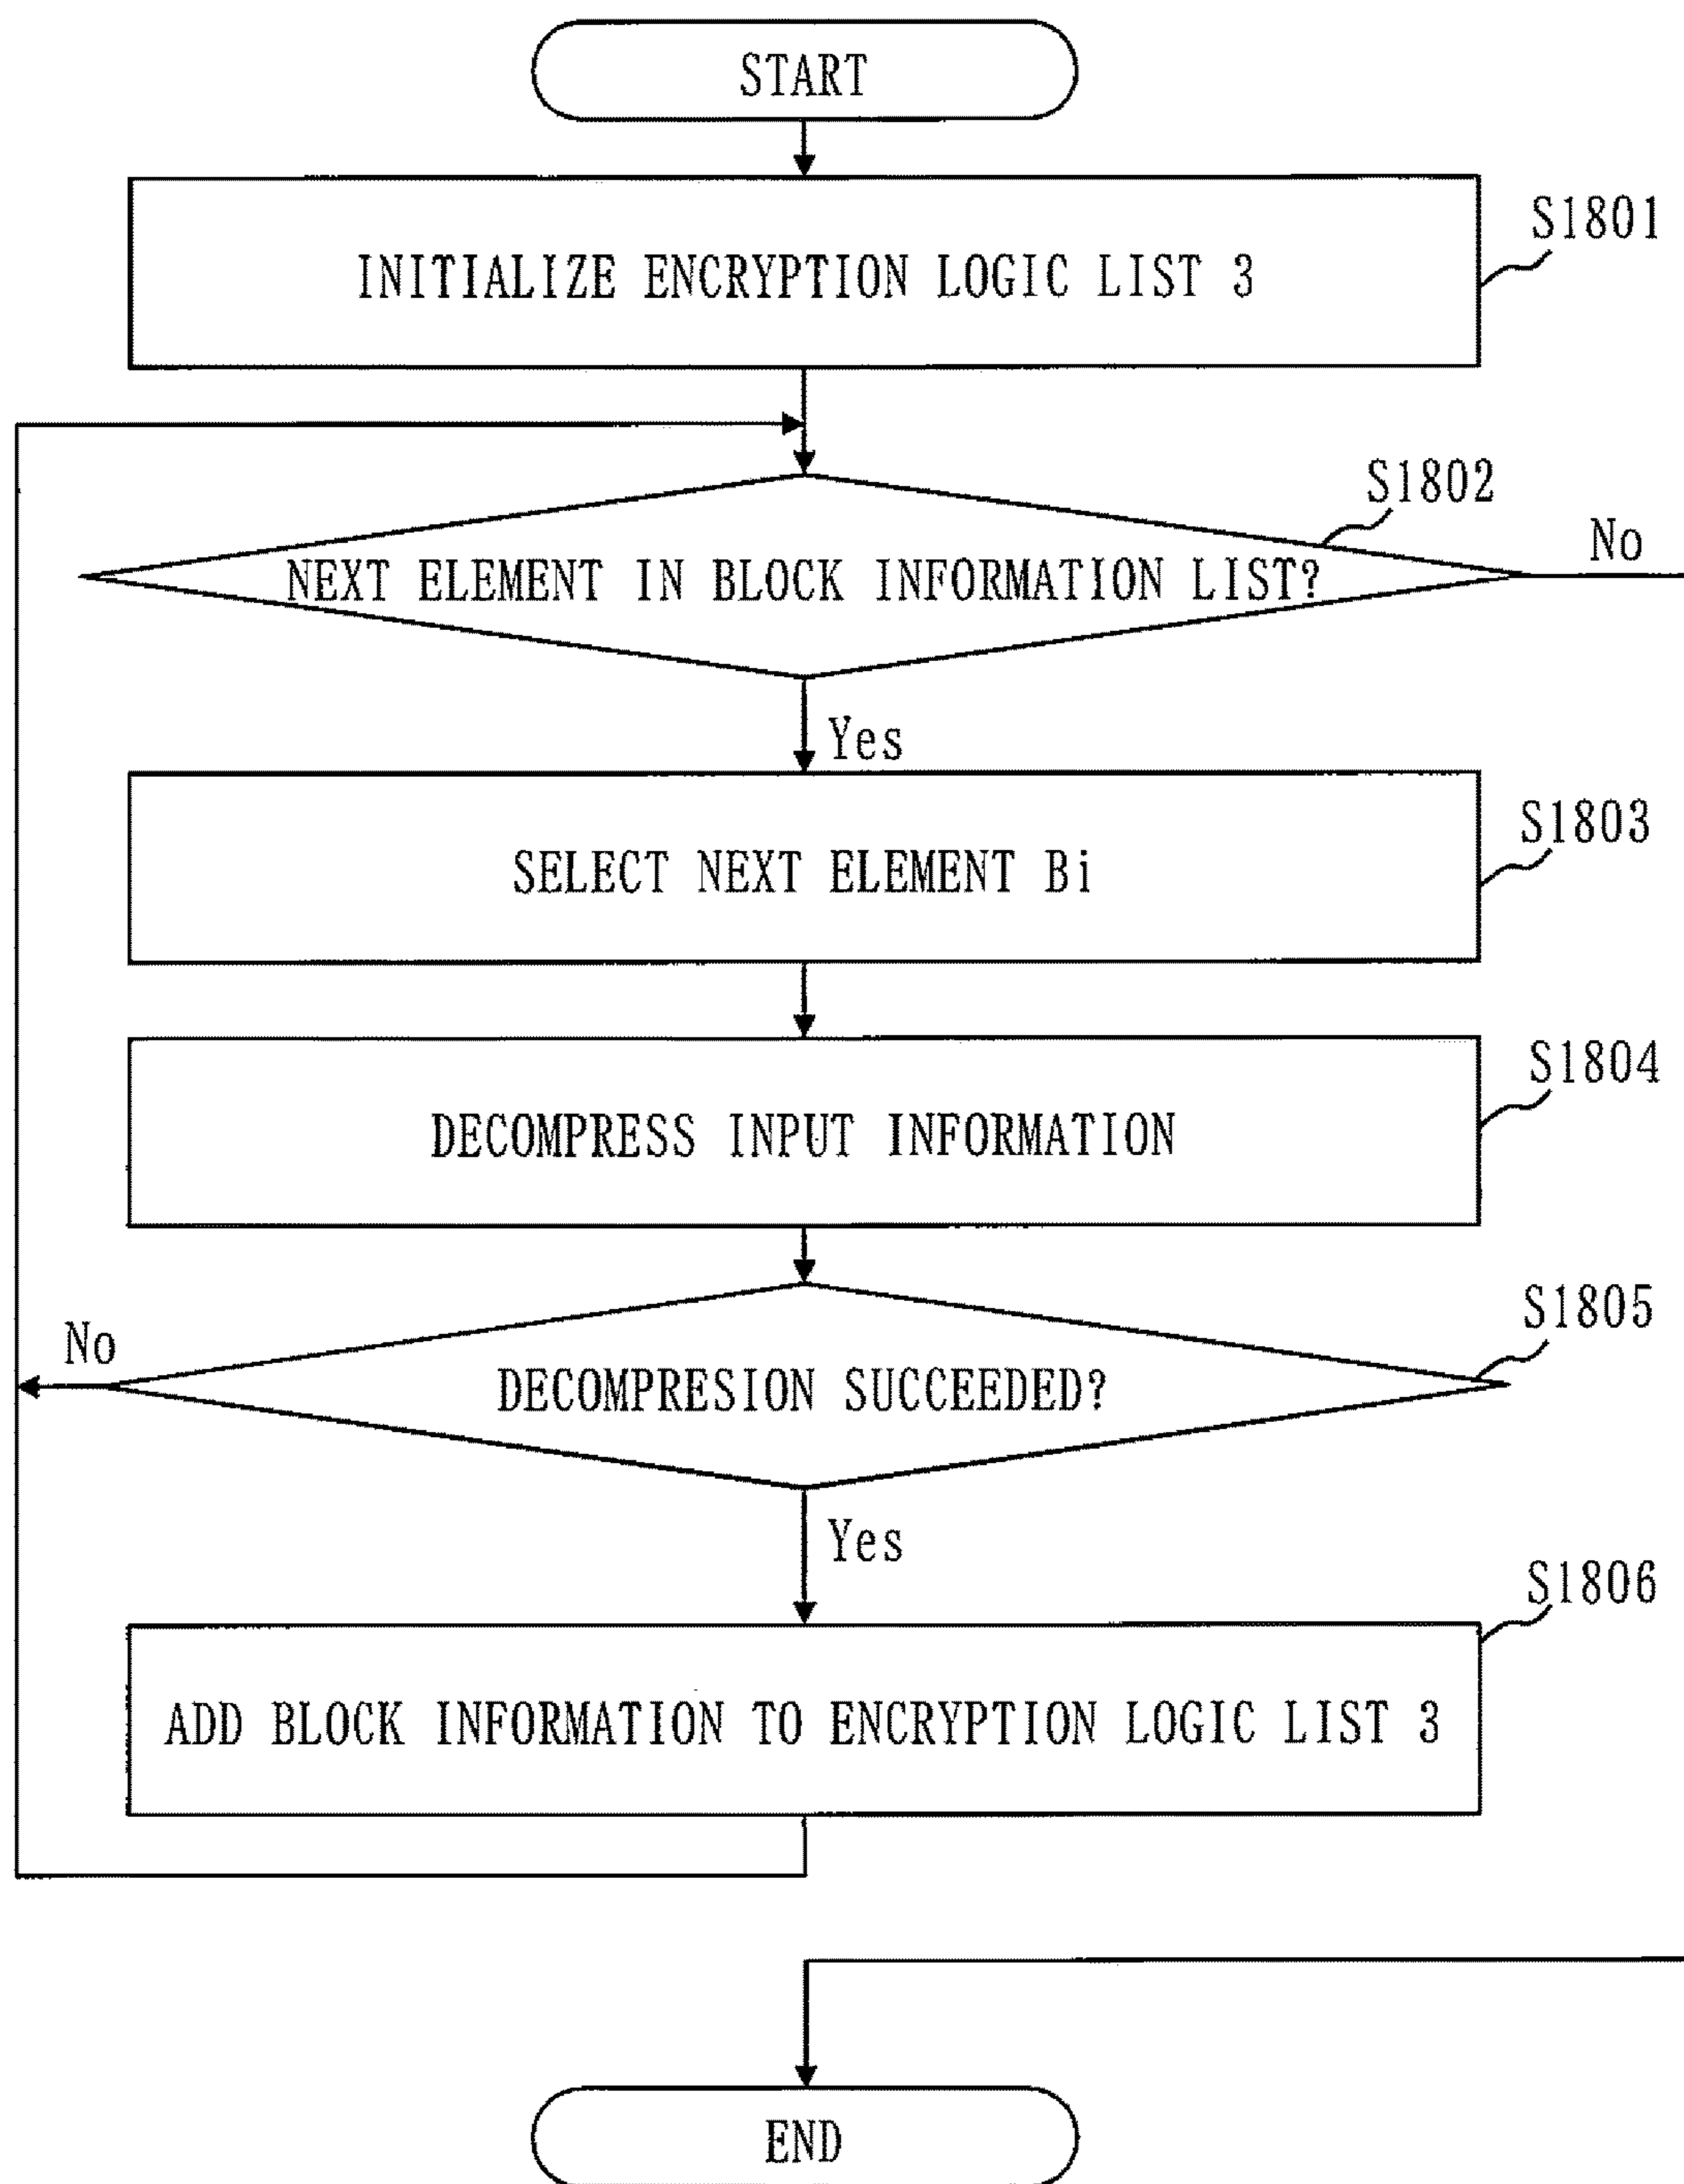 START
INITIALIZE ENCRYPTION LOGIC LIST 3
S1801
NEXT ELEMENT IN BLOCK INFORMATION LIST?
S1802
No
Yes
SELECT NEXT ELEMENT Bi
S1803
DECOMPRESS INPUT INFORMATION
S1804
DECOMPRESION SUCCEEDED?
S1805
No
Yes
ADD BLOCK INFORMATION TO ENCRYPTION LOGIC LIST 3
S1806
END